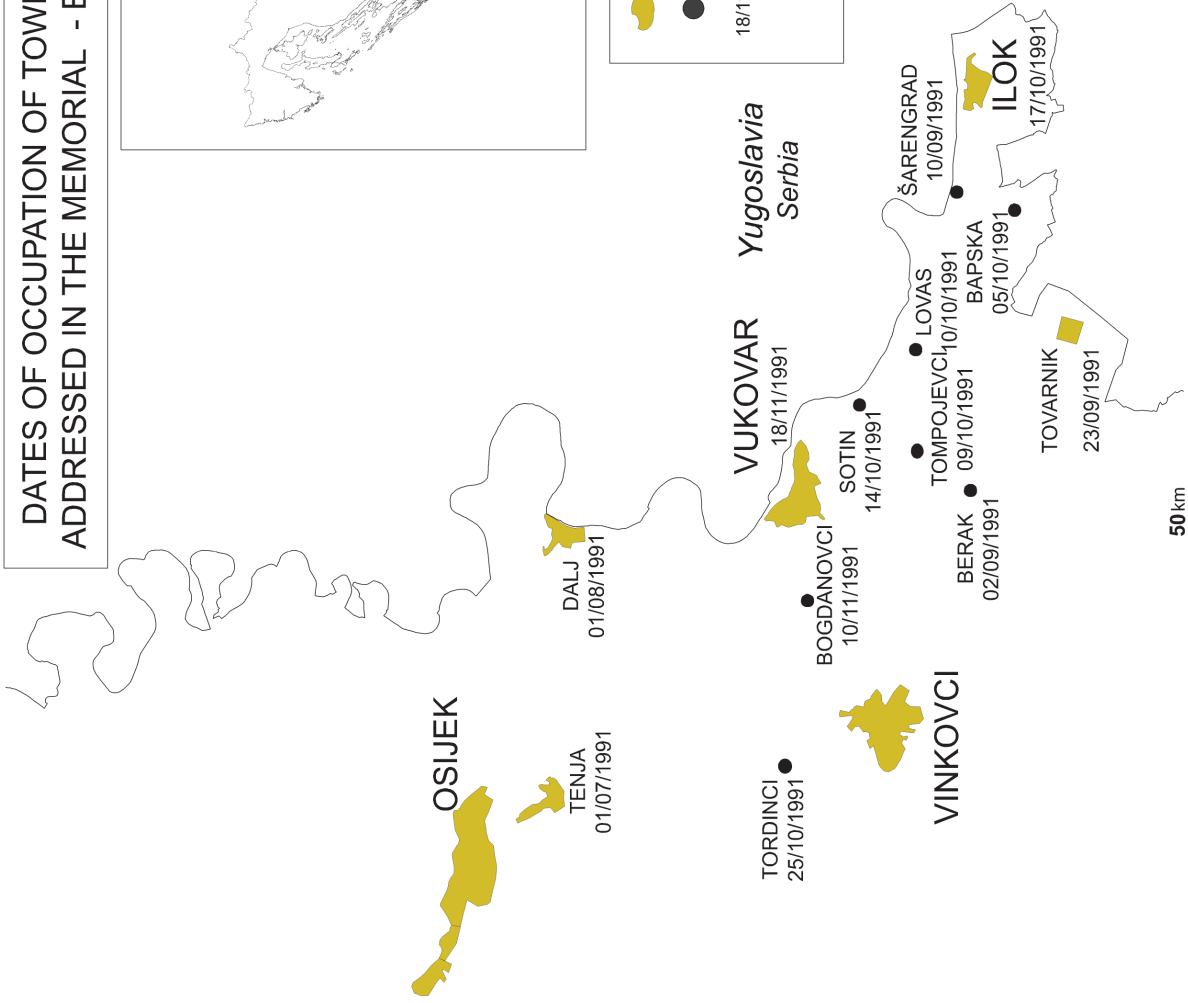 DATES OF OCCUPATION OF
ADDRESSED IN THE MEMORIAL -
18/1
OSIJEK
TENJA
01/07/1991
DALJ
01/08/1991
VUKOVAR
18/11/1991
Yugoslavia
Serbia
TORDINCI
25/10/1991
BOGDANOVCI
10/11/1991
SOTIN
14/10/1991
VINKOVCI
ŠARENGRAD
10/09/1991
LOVAS
10/10/1991
TOMPOJEVCI
09/10/1991
BERAK
02/09/1991
BAPSKA
05/10/1991
ILOK
17/10/1991
TOVARNIK
23/09/1991
50 km